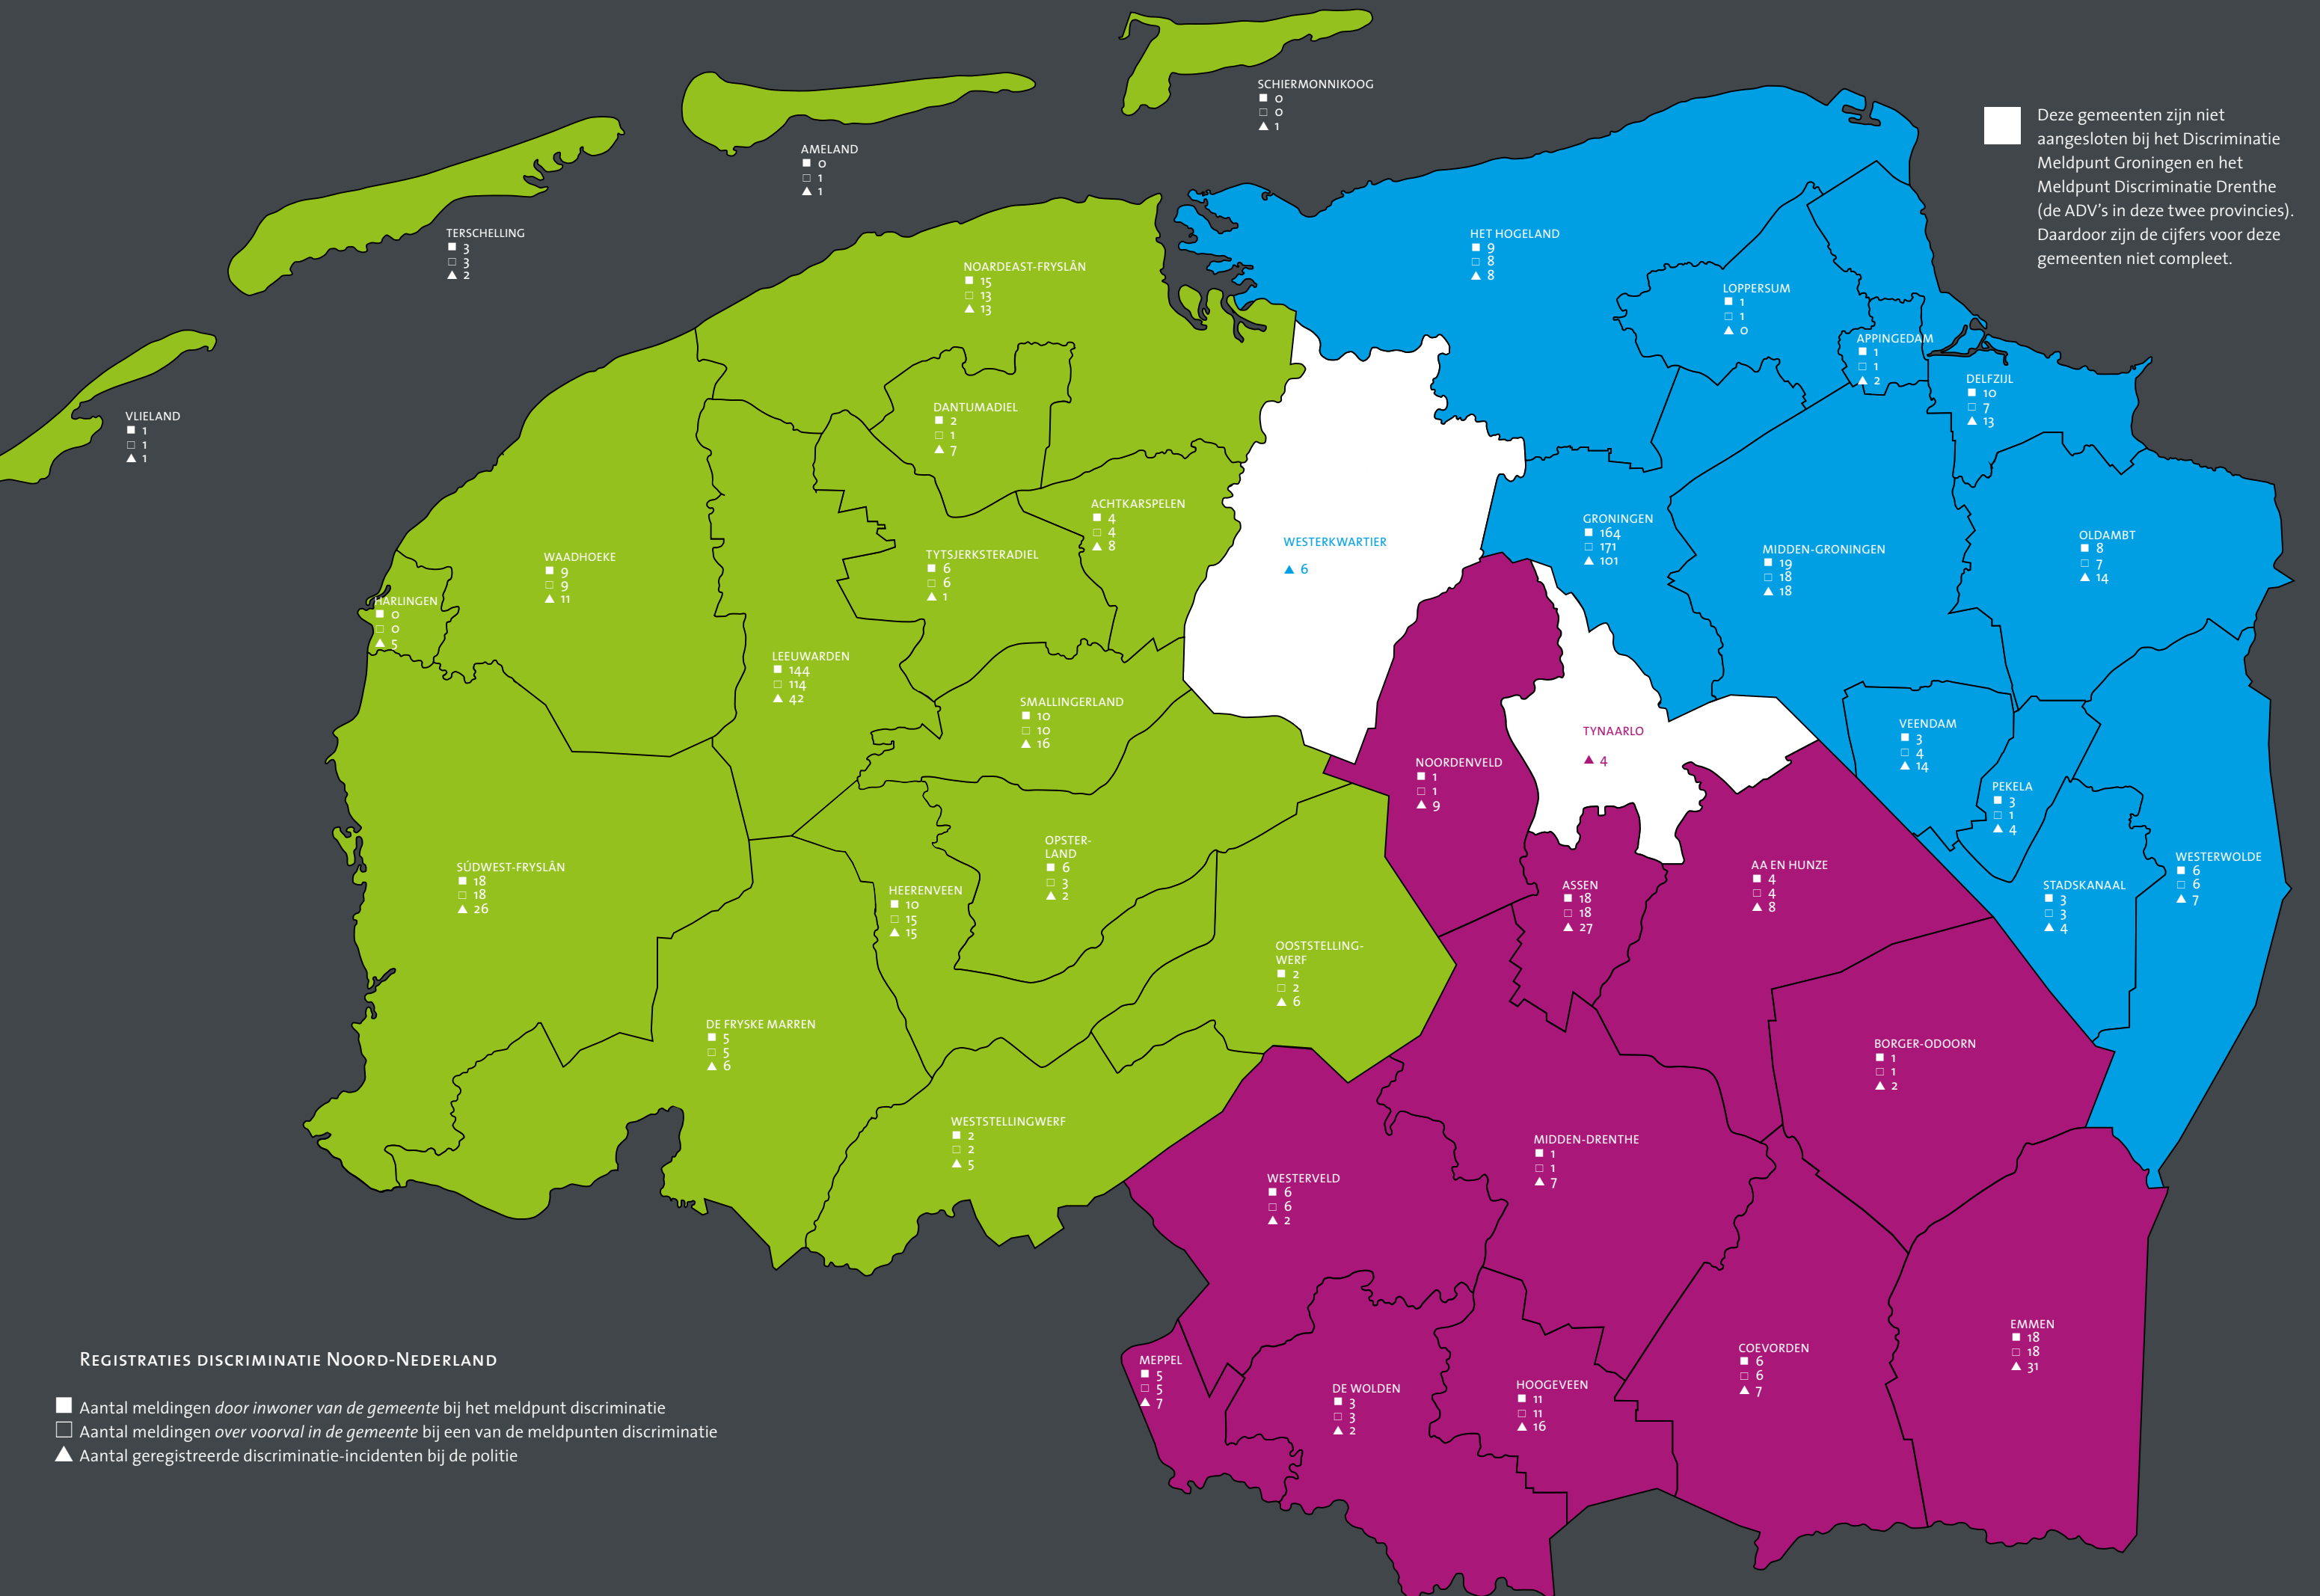 SCHIERMONNIKOOG
■ 0
□ 0
▲ 1
AMELAND
■ 0
□ 1
▲ 1
TERSCHELLING
■ 3
□ 3
▲ 2
VLIELAND
■ 1
□ 1
▲ 1
Deze gemeenten zijn niet
aangesloten bij het Discriminatie
Meldpunt Groningen en het
Meldpunt Discriminatie Drenthe
(de ADV's in deze twee provincies).
Daardoor zijn de cijfers voor deze
gemeenten niet compleet.
NOARDEAST-FRYSLÂN
■ 15
□ 13
▲ 13
HET HOGELAND
■ 9
□ 8
▲ 8
LOPPERSUM
■ 1
□ 1
▲ 0
APPINGEDAM
■ 1
□ 1
▲ 2
DELFZIJL
■ 10
□ 7
▲ 13
DANTUMADIEL
■ 2
□ 1
▲ 7
ACHTKARSPELEN
■ 4
□ 4
▲ 8
WAADHOEKE
■ 9
□ 9
▲ 11
TYTSJERKSTERADIEL
■ 6
□ 6
▲ 1
WESTERKWARTIER
▲ 6
GRONINGEN
■ 164
□ 171
▲ 101
MIDDEN-GRONINGEN
■ 19
□ 18
▲ 18
OLDAMBT
■ 8
□ 7
▲ 14
HARLINGEN
■ 0
□ 0
▲ 5
LEEUWARDEN
■ 144
□ 114
▲ 42
SMALLINGERLAND
■ 10
□ 10
▲ 16
NOORDENVELD
■ 1
□ 1
▲ 9
TYNAARLO
▲ 4
VEENDAM
■ 3
□ 4
▲ 14
PEKELA
■ 3
□ 1
▲ 4
SÚDWEST-FRYSLÂN
■ 18
□ 18
▲ 26
HEERENVEEN
■ 10
□ 15
▲ 15
OPSTER-
LAND
■ 6
□ 3
▲ 2
ASSEN
■ 18
□ 18
▲ 27
AA EN HUNZE
■ 4
□ 4
▲ 8
STADSKANAAL
■ 3
□ 3
▲ 4
WESTERWOLDE
■ 6
□ 6
▲ 7
OOSTSTELLING-
WERF
■ 2
□ 2
▲ 6
DE FRYSKE MARREN
■ 5
□ 5
▲ 6
BORGER-ODOORN
■ 1
□ 1
▲ 2
WESTSTELLINGWERF
■ 2
□ 2
▲ 5
WESTERVELD
■ 6
□ 6
▲ 2
MIDDEN-DRENTHE
■ 1
□ 1
▲ 7
MEPPEL
■ 5
□ 5
▲ 7
DE WOLDEN
■ 3
□ 3
▲ 2
HOOGEVEEN
■ 11
□ 11
▲ 16
COEVORDEN
■ 6
□ 6
▲ 7
EMMEN
■ 18
□ 18
▲ 31
REGISTRATIES DISCRIMINATIE NOORD-NEDERLAND
■ Aantal meldingen door inwoner van de gemeente bij het meldpunt discriminatie
□ Aantal meldingen over voorval in de gemeente bij een van de meldpunten discriminatie
▲ Aantal geregistreerde discriminatie-incidenten bij de politie